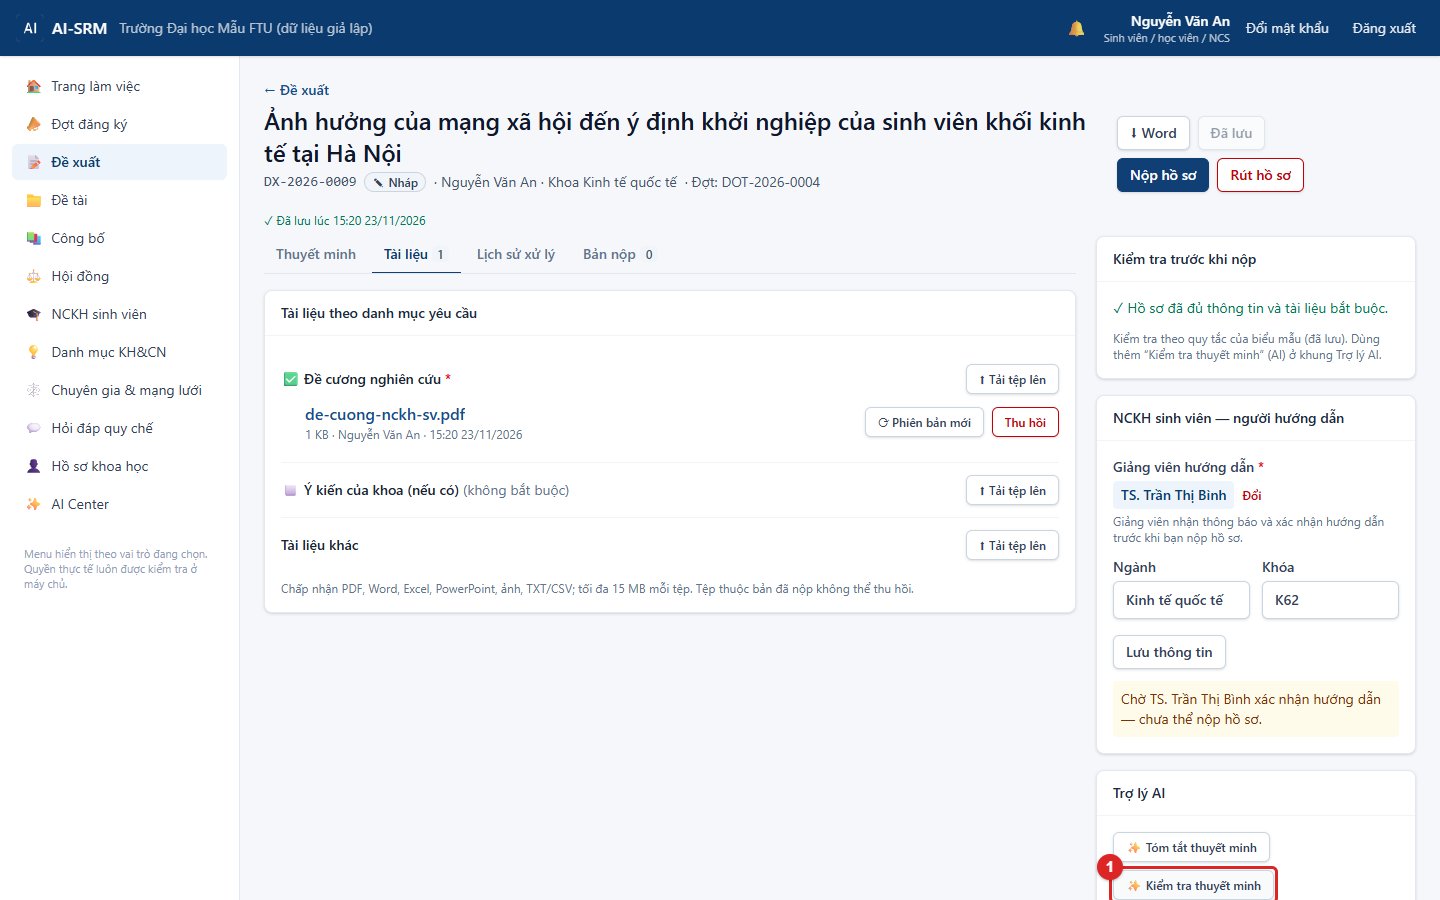 AI AI-SRM Trường Đại học Mẫu FTU (dữ liệu giả lập)
Nguyễn Văn An
Sinh viên / học viên / NCS
Đổi mật khẩu
Đăng xuất
Trang làm việc
Đợt đăng ký
Đề xuất
Đề tài
Công bố
Hội đồng
NCKH sinh viên
Danh mục KH&CN
Chuyên gia & mạng lưới
Hỏi đáp quy chế
Hồ sơ khoa học
AI Center
Menu hiển thị theo vai trò đang chọn.
Quyền thực tế luôn được kiểm tra ở
máy chủ.
← Đề xuất
Ảnh hưởng của mạng xã hội đến ý định khởi nghiệp của sinh viên khối kinh
tế tại Hà Nội
DX-2026-0009 Nháp · Nguyễn Văn An · Khoa Kinh tế quốc tế · Đợt: DOT-2026-0004
⭳ Word
Đã lưu
Nộp hồ sơ
Rút hồ sơ
✓ Đã lưu lúc 15:20 23/11/2026
Thuyết minh
Tài liệu 1
Lịch sử xử lý
Bản nộp 0
Tài liệu theo danh mục yêu cầu
Đề cương nghiên cứu *
⭱ Tải tệp lên
de-cuong-nckh-sv.pdf
1 KB · Nguyễn Văn An · 15:20 23/11/2026
⟳ Phiên bản mới
Thu hồi
Ý kiến của khoa (nếu có) (không bắt buộc)
⭱ Tải tệp lên
Tài liệu khác
⭱ Tải tệp lên
Chấp nhận PDF, Word, Excel, PowerPoint, ảnh, TXT/CSV; tối đa 15 MB mỗi tệp. Tệp thuộc bản đã nộp không thể thu hồi.
Kiểm tra trước khi nộp
✓ Hồ sơ đã đủ thông tin và tài liệu bắt buộc.
Kiểm tra theo quy tắc của biểu mẫu (đã lưu). Dùng
thêm “Kiểm tra thuyết minh” (AI) ở khung Trợ lý AI.
NCKH sinh viên — người hướng dẫn
Giảng viên hướng dẫn *
TS. Trần Thị Bình
Đổi
Giảng viên nhận thông báo và xác nhận hướng dẫn
trước khi bạn nộp hồ sơ.
Ngành
Khóa
Kinh tế quốc tế
K62
Lưu thông tin
Chờ TS. Trần Thị Bình xác nhận hướng dẫn
— chưa thể nộp hồ sơ.
Trợ lý AI
Tóm tắt thuyết minh
1
Kiểm tra thuyết minh